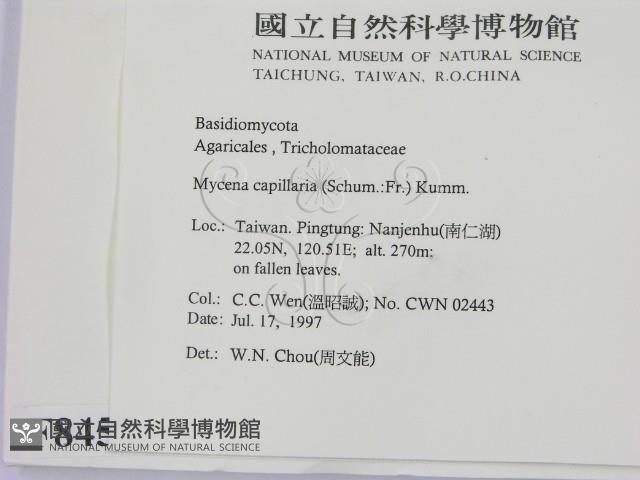 國立自然科學博物館
NATIONAL MUSEUM OF NATURAL SCIENCE
TAICHUNG, TAIWAN, R.O.CHINA
Basidiomycota
Agaricales , Tricholomataceae
Mycena capillaria (Schum.:Fr.) Kumm.
Loc.: Taiwan. Pingtung: Nanjenhu(南仁湖)
22.05N, 120.51E; alt. 270m:
on fallen leaves.
Col.: C.C. Wen(溫昭誠); No. CWN 02443
Date: Jul. 17, 1997
Det.: W.N. Chou(周文能)
國立自然科學博物館
NATIONAL MUSEUM OF NATURAL SCIENCE